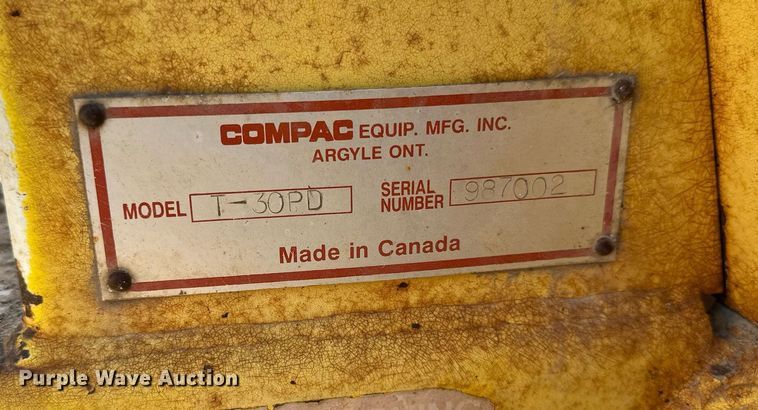 COMPAC EQUIP. MFG. INC.
ARGYLE ONT.
MODEL T-30PD SERIAL NUMBER 987002
Made in Canada
Purple Wave Auction